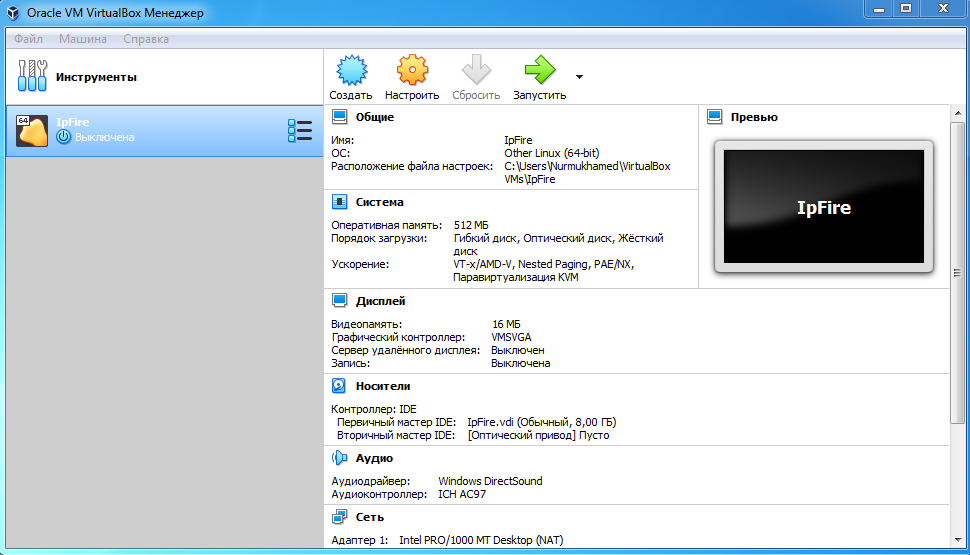 Oracle VM VirtualBox Менеджер
Файл Машина Справка
Инструменты
Создать Настроить Сбросить Запустить
64
IpFire
Выключена
Общие
Имя: IpFire
ОС: Other Linux (64-bit)
Расположение файла настроек: C:\Users\Nurmukhamed\VirtualBox
VMs\IpFire
Превью
IpFire
Система
Оперативная память: 512 МБ
Порядок загрузки: Гибкий диск, Оптический диск, Жёсткий
диск
Ускорение: VT-x/AMD-V, Nested Paging, PAE/NX,
Паравиртуализация KVM
Дисплей
Видеопамять: 16 МБ
Графический контроллер: VMSVGA
Сервер удалённого дисплея: Выключен
Запись: Выключена
Носители
Контроллер: IDE
Первичный мастер IDE: IpFire.vdi (Обычный, 8,00 ГБ)
Вторичный мастер IDE: [Оптический привод] Пусто
Аудио
Аудиодрайвер: Windows DirectSound
Аудиоконтроллер: ICH AC97
Сеть
Адаптер 1: Intel PRO/1000 MT Desktop (NAT)